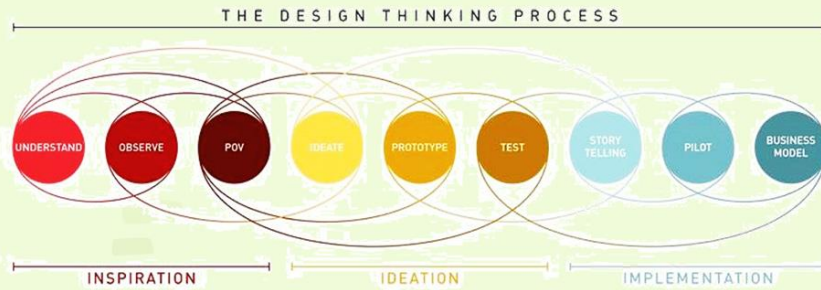 THE DESIGN THINKING PROCESS
UNDERSTAND
OBSERVE
POV
IDEATE
PROTOTYPE
TEST
STORY
TELLING
PILOT
BUSINESS
MODEL
INSPIRATION
IDEATION
IMPLEMENTATION